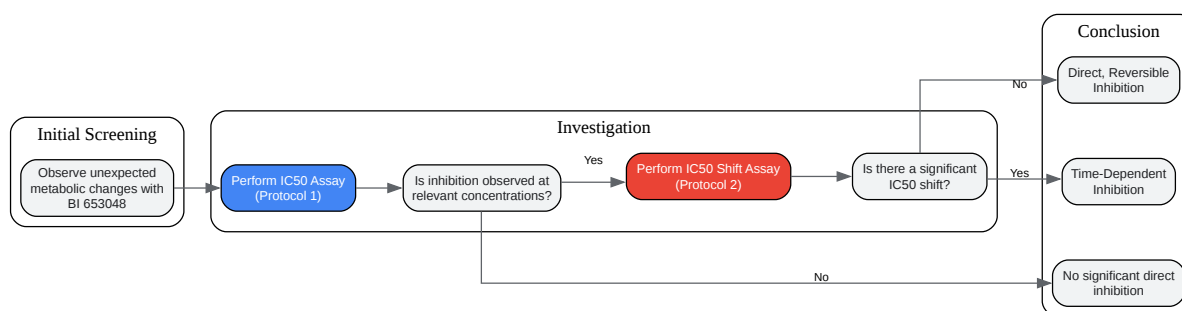 Initial Screening
Observe unexpected
metabolic changes with
BI 653048
Investigation
Perform IC50 Assay
(Protocol 1)
Is inhibition observed at
relevant concentrations?
Yes
Perform IC50 Shift Assay
(Protocol 2)
Is there a significant
IC50 shift?
No
Yes
No
Conclusion
Direct, Reversible
Inhibition
Time-Dependent
Inhibition
No significant direct
inhibition